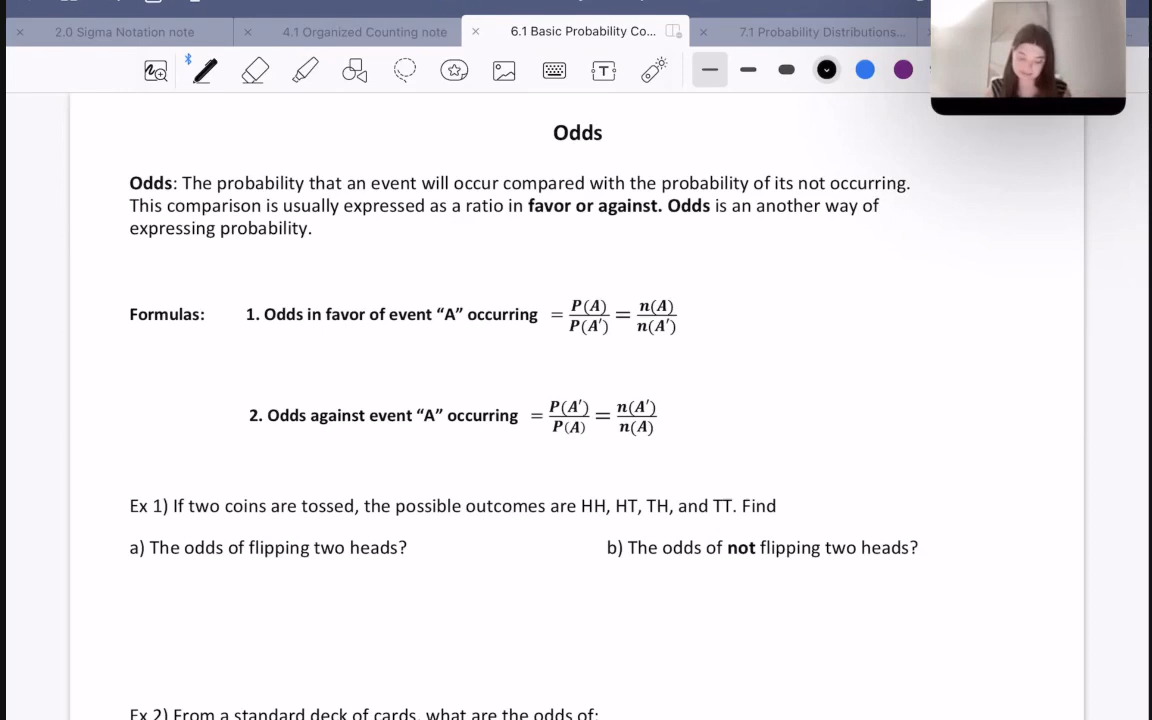 2.0 Sigma Notation note
4.1 Organized Counting note
6.1 Basic Probability Co...
7.1 Probability Distributions...
Odds
Odds: The probability that an event will occur compared with the probability of its not occurring.
This comparison is usually expressed as a ratio in favor or against. Odds is an another way of
expressing probability.
Formulas: 1. Odds in favor of event “A” occurring = P(A)/P(A′) = n(A)/n(A′)
2. Odds against event “A” occurring = P(A′)/P(A) = n(A′)/n(A)
Ex 1) If two coins are tossed, the possible outcomes are HH, HT, TH, and TT. Find
a) The odds of flipping two heads? b) The odds of not flipping two heads?
Ex 2) From a standard deck of cards, what are the odds of: